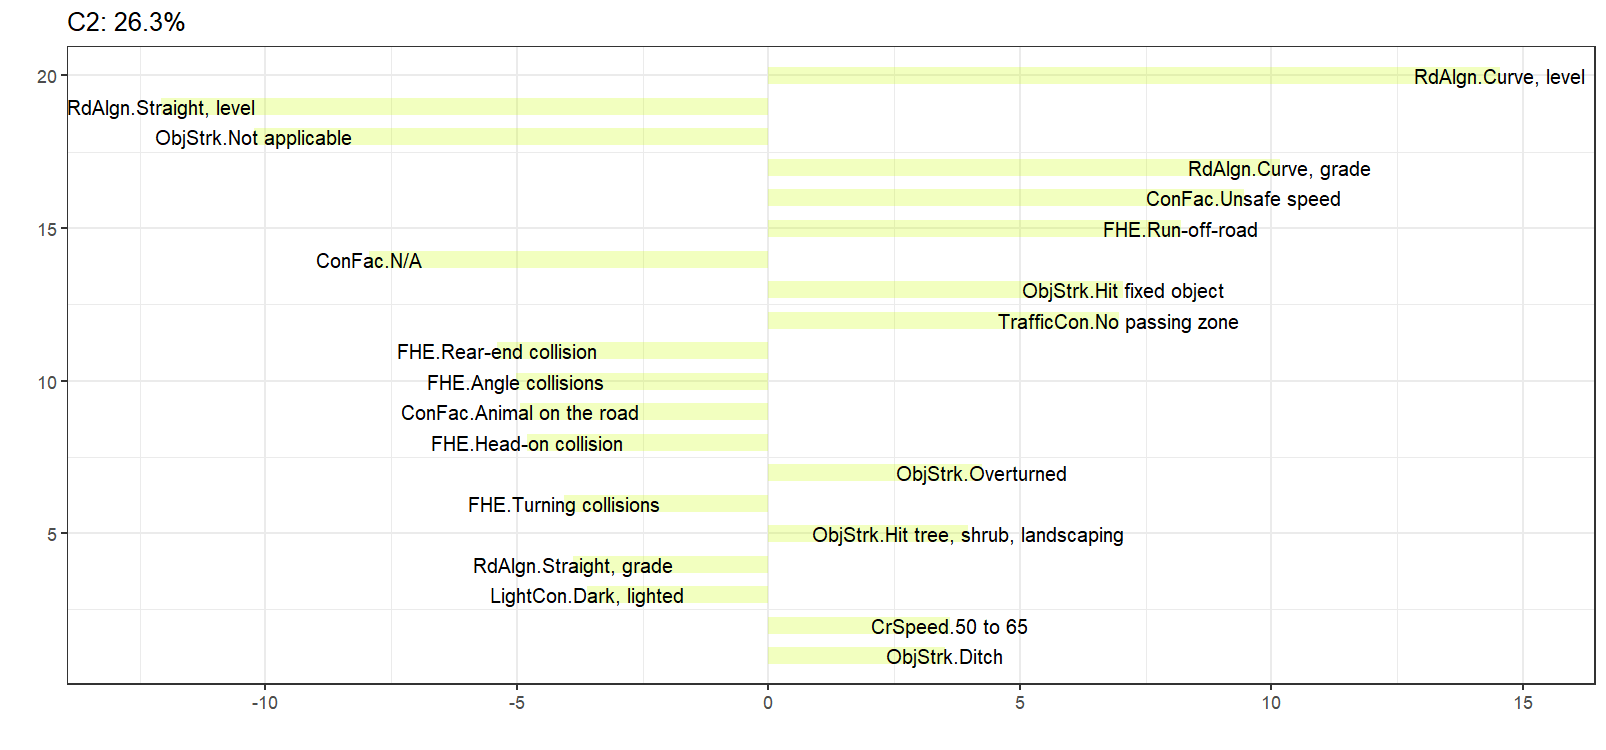 C2: 26.3%
20
RdAlgn.Curve, level
RdAlgn.Straight, level
ObjStrk.Not applicable
RdAlgn.Curve, grade
ConFac.Unsafe speed
15
FHE.Run-off-road
ConFac.N/A
ObjStrk.Hit fixed object
TrafficCon.No passing zone
FHE.Rear-end collision
10
FHE.Angle collisions
ConFac.Animal on the road
FHE.Head-on collision
ObjStrk.Overturned
FHE.Turning collisions
5
ObjStrk.Hit tree, shrub, landscaping
RdAlgn.Straight, grade
LightCon.Dark, lighted
CrSpeed.50 to 65
ObjStrk.Ditch
-10 -5 0 5 10 15